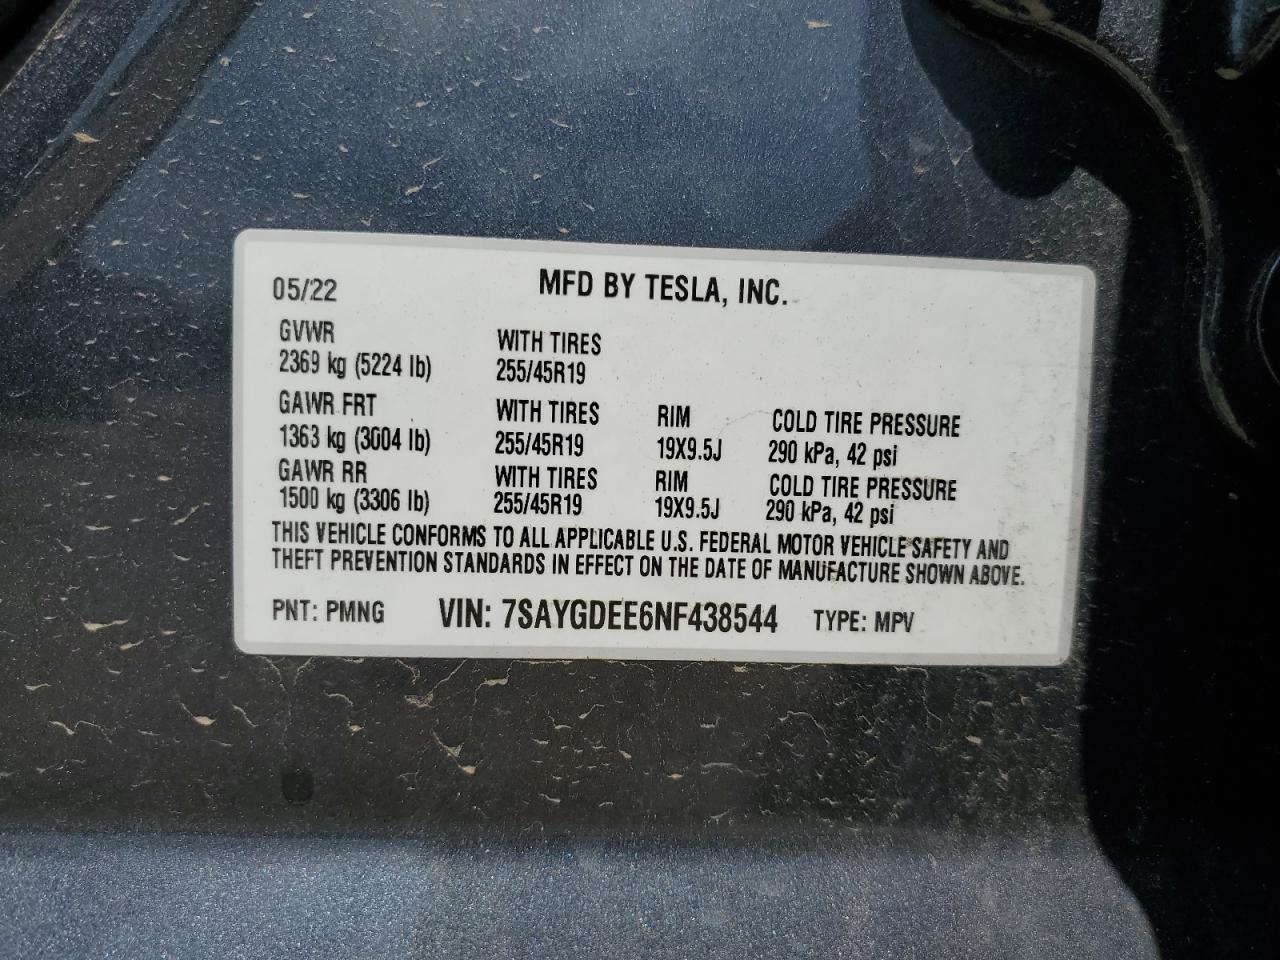 05/22 MFD BY TESLA, INC.
GVWR WITH TIRES
2369 kg (5224 lb) 255/45R19
GAWR FRT WITH TIRES RIM COLD TIRE PRESSURE
1363 kg (3004 lb) 255/45R19 19X9.5J 290 kPa, 42 psi
GAWR RR WITH TIRES RIM COLD TIRE PRESSURE
1500 kg (3306 lb) 255/45R19 19X9.5J 290 kPa, 42 psi
THIS VEHICLE CONFORMS TO ALL APPLICABLE U.S. FEDERAL MOTOR VEHICLE SAFETY AND
THEFT PREVENTION STANDARDS IN EFFECT ON THE DATE OF MANUFACTURE SHOWN ABOVE.
PNT: PMNG VIN: 7SAYGDEE6NF438544 TYPE: MPV